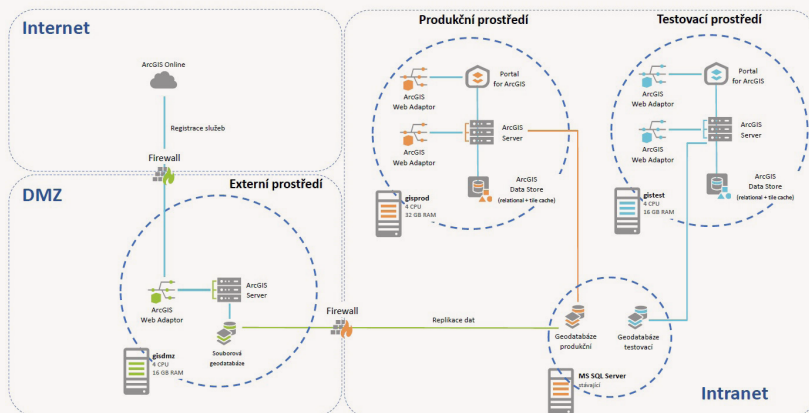 Internet
ArcGIS Online
Registrace služeb
Firewall
DMZ
Externí prostředí
ArcGIS
Web Adaptor
ArcGIS
Server
Souborová
geodatabáze
gisdmz
4 CPU
16 GB RAM
Firewall
Replikace dat
Produkční prostředí
ArcGIS
Web Adaptor
Portal
for ArcGIS
ArcGIS
Web Adaptor
ArcGIS
Server
ArcGIS
Data Store
(relational + tile cache)
gisprod
4 CPU
32 GB RAM
Testovací prostředí
ArcGIS
Web Adaptor
Portal
for ArcGIS
ArcGIS
Web Adaptor
ArcGIS
Server
ArcGIS
Data Store
(relational + tile cache)
gistest
4 CPU
16 GB RAM
Geodatabáze
produkční
Geodatabáze
testovací
MS SQL Server
stávající
Intranet